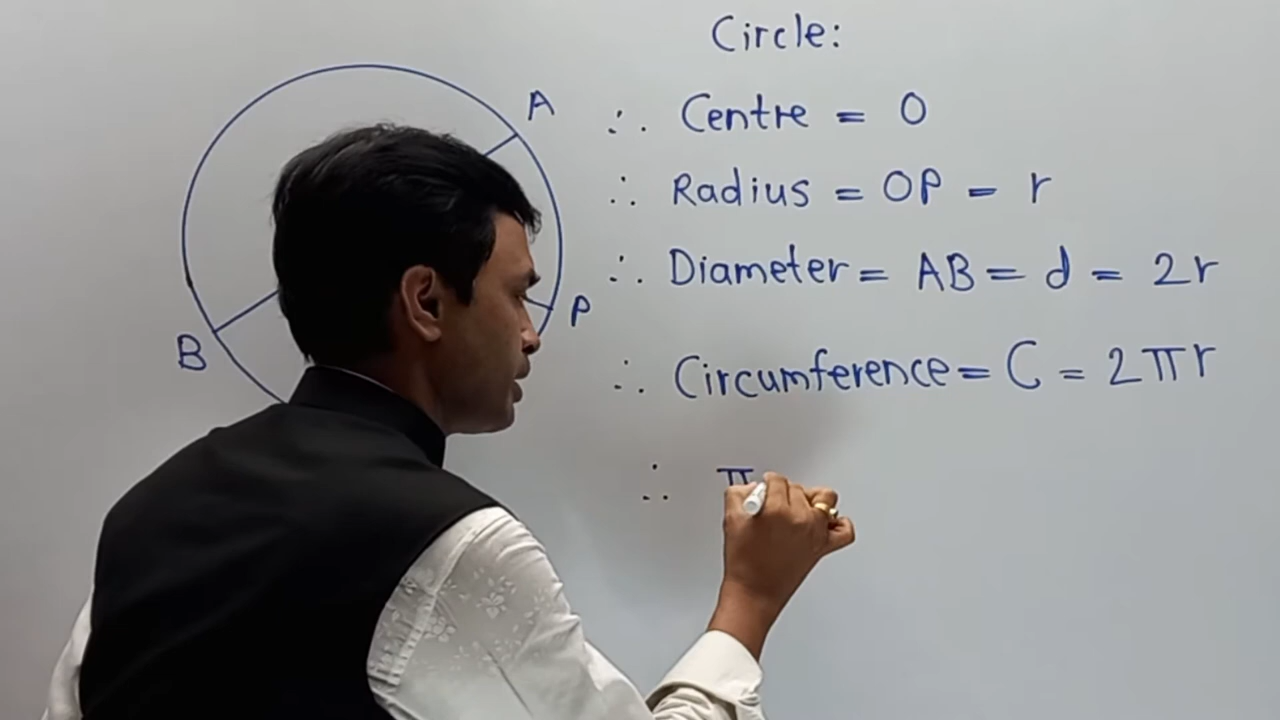 Circle:
A
∴ Centre = O
∴ Radius = OP = r
∴ Diameter = AB = d = 2r
P
B
∴ Circumference = C = 2πr
∴ π